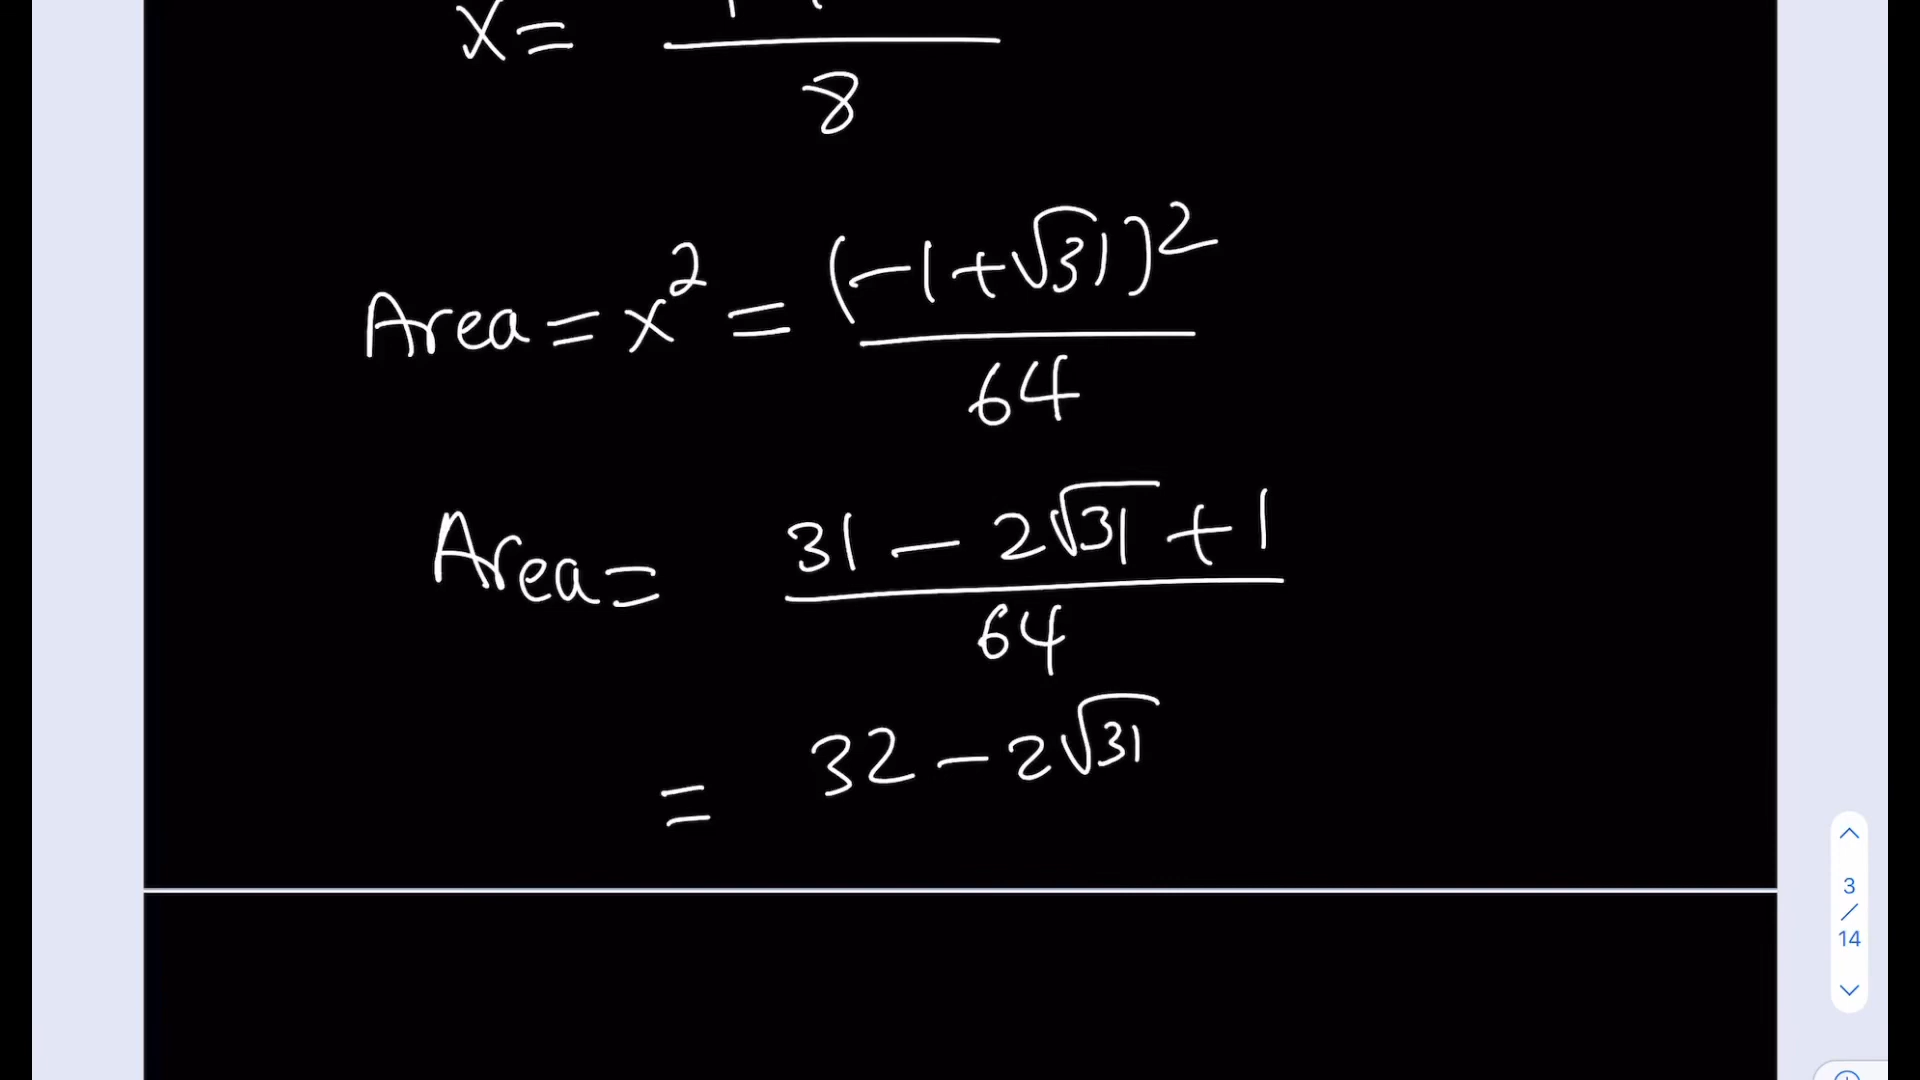 x =
8
Area = x² = (-1+√31)²
64
Area = 31 - 2√31 + 1
64
= 32 - 2√31
3
/
14